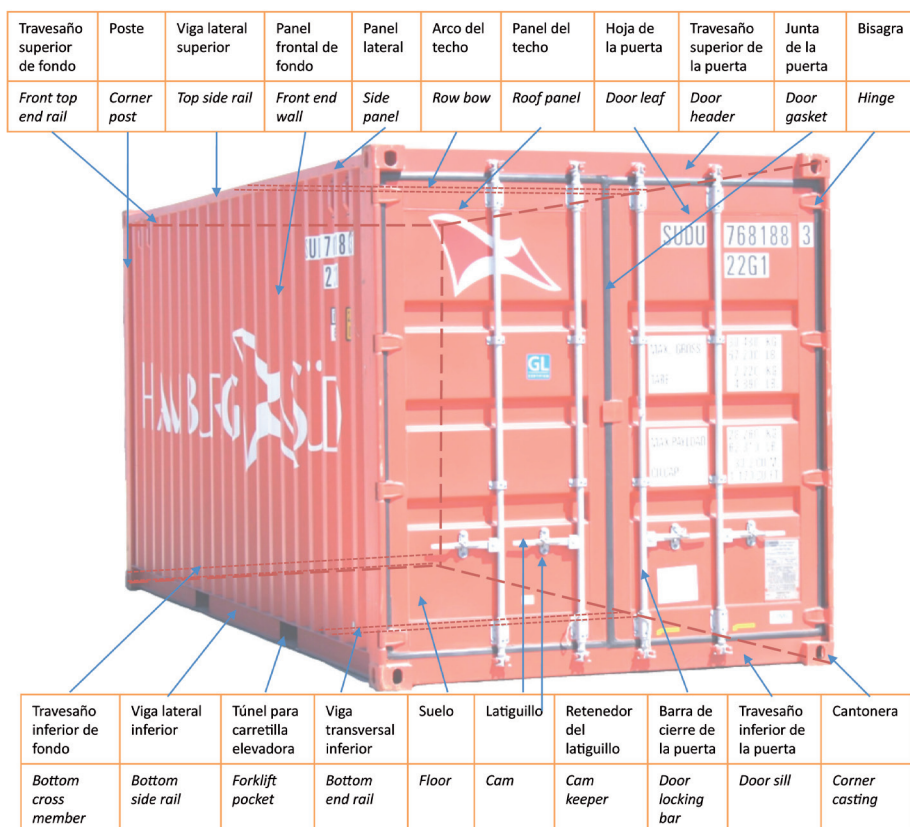 Travesaño
superior
de fondo
Poste
Viga lateral
superior
Panel
frontal de
fondo
Panel
lateral
Arco del
techo
Panel del
techo
Hoja de
la puerta
Travesaño
superior de
la puerta
Junta
de la
puerta
Bisagra
Front top
end rail
Corner
post
Top side rail
Front end
wall
Side
panel
Row bow
Roof panel
Door leaf
Door
header
Door
gasket
Hinge
SUDU 768188 3
22G1
GL
MAX. GROSS
TARE
HAMBURG SÜD
Travesaño
inferior de
fondo
Viga lateral
inferior
Túnel para
carretilla
elevadora
Viga
transversal
inferior
Suelo
Latiguillo
Retenedor
del
latiguillo
Barra de
cierre de
la puerta
Travesaño
inferior de
la puerta
Cantonera
Bottom
cross
member
Bottom
side rail
Forklift
pocket
Bottom
end rail
Floor
Cam
Cam
keeper
Door
locking
bar
Door sill
Corner
casting